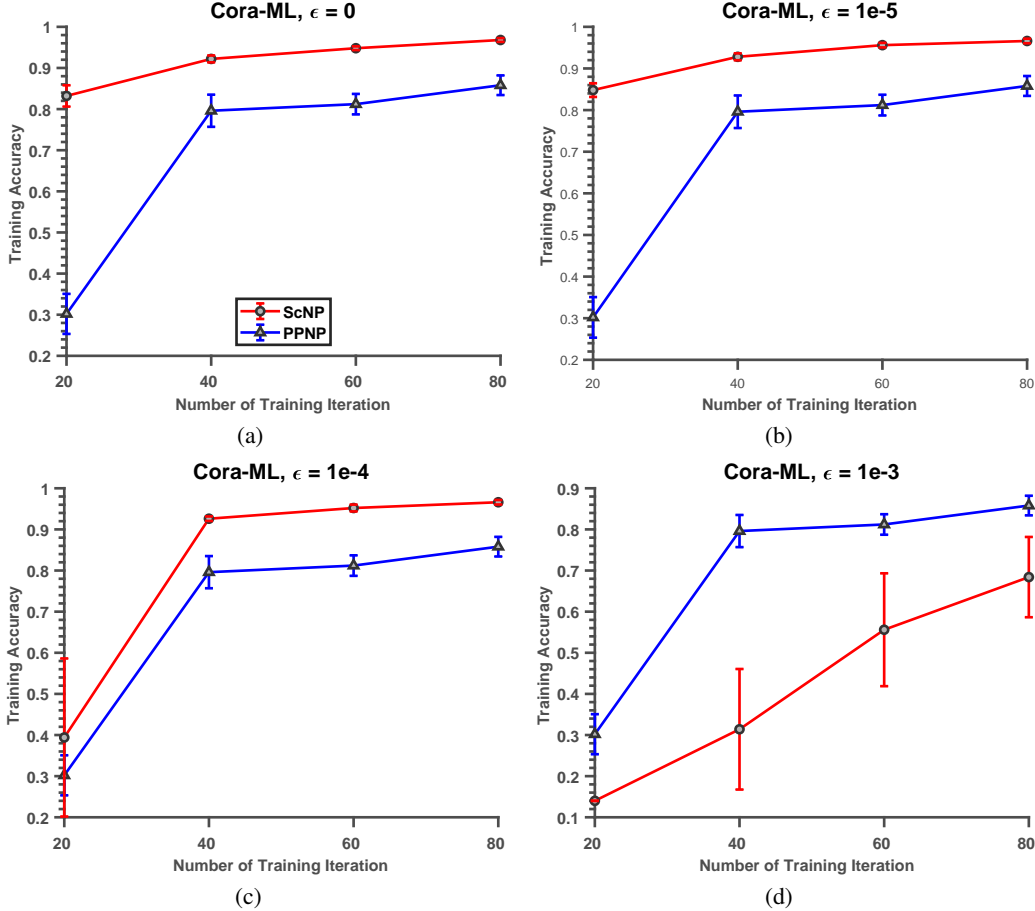 Cora-ML, ϵ = 0
1
0.9
0.8
0.7
0.6
0.5
0.4
0.3
0.2
Training Accuracy
ScNP
PPNP
20 40 60 80
Number of Training Iteration
(a)
Cora-ML, ϵ = 1e-5
1
0.9
0.8
0.7
0.6
0.5
0.4
0.3
0.2
Training Accuracy
20 40 60 80
Number of Training Iteration
(b)
Cora-ML, ϵ = 1e-4
1
0.9
0.8
0.7
0.6
0.5
0.4
0.3
0.2
Training Accuracy
20 40 60 80
Number of Training Iteration
(c)
Cora-ML, ϵ = 1e-3
0.9
0.8
0.7
0.6
0.5
0.4
0.3
0.2
0.1
Training Accuracy
20 40 60 80
Number of Training Iteration
(d)